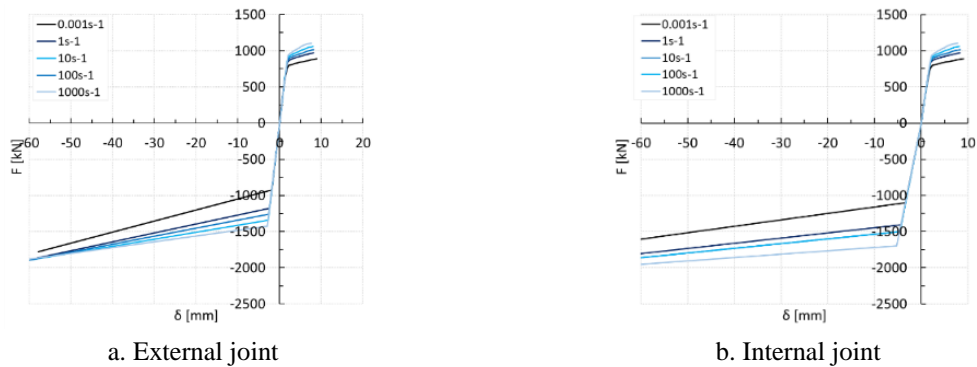 1500
0.001s-1
1s-1
1000
10s-1
100s-1
500
1000s-1
0
-60 -50 -40 -30 -20 -10 0 10 20
F [kN]
-500
-1000
-1500
-2000
-2500
δ [mm]
a. External joint
1500
0.001s-1
1s-1
1000
10s-1
100s-1
500
1000s-1
0
-60 -50 -40 -30 -20 -10 0 10
F [kN]
-500
-1000
-1500
-2000
-2500
δ [mm]
b. Internal joint